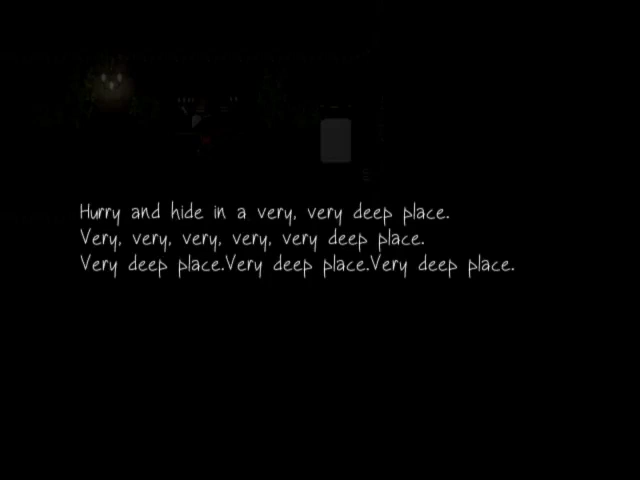 Hurry and hide in a very, very deep place.
Very, very, very, very, very deep place.
Very deep place.Very deep place.Very deep place.